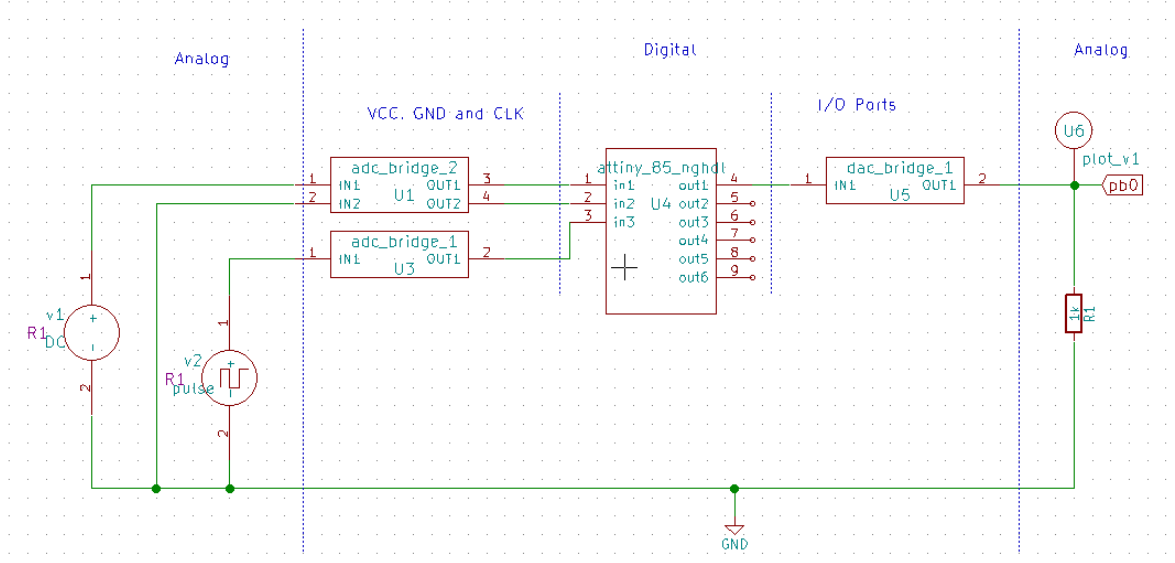 Analog
Digital
Analog
VCC, GND and CLK
I/O Ports
U6
plot_v1
pb0
adc_bridge_2
1 IN1 OUT1 3
2 IN2 OUT2 4
U1
adc_bridge_1
1 IN1 OUT1 2
U3
attiny_85_nghdl
1 in1 out1 4
2 in2 U4 out2 5
3 in3 out3 6
out4 7
out5 8
out6 9
dac_bridge_1
1 IN1 OUT1 2
U5
1
v1
+
R1
DC
-
2
1
v2
+
R1
pulse
-
2
1k
R1
GND